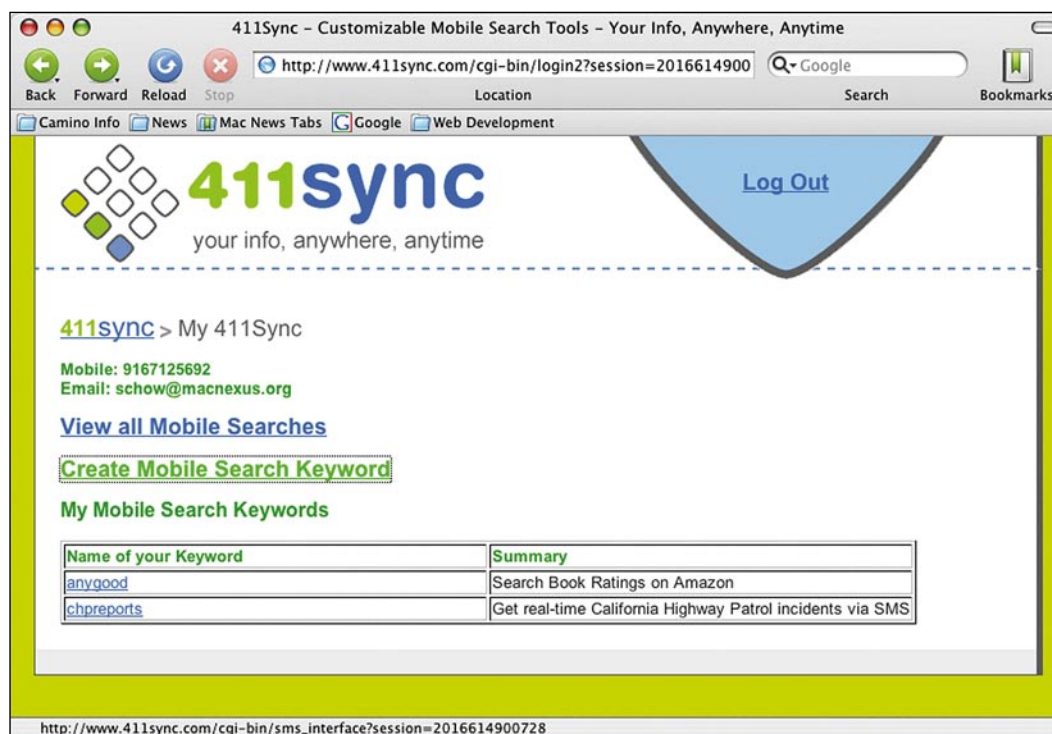 411Sync – Customizable Mobile Search Tools – Your Info, Anywhere, Anytime
http://www.411sync.com/cgi-bin/login2?session=2016614900
Google
Back Forward Reload Stop Location Search Bookmarks
Camino Info News Mac News Tabs Google Web Development
411sync
your info, anywhere, anytime
Log Out
411sync > My 411Sync
Mobile: 9167125692
Email: schow@macnexus.org
View all Mobile Searches
Create Mobile Search Keyword
My Mobile Search Keywords
Name of your Keyword Summary
anygood Search Book Ratings on Amazon
chpreports Get real-time California Highway Patrol incidents via SMS
http://www.411sync.com/cgi-bin/sms_interface?session=2016614900728